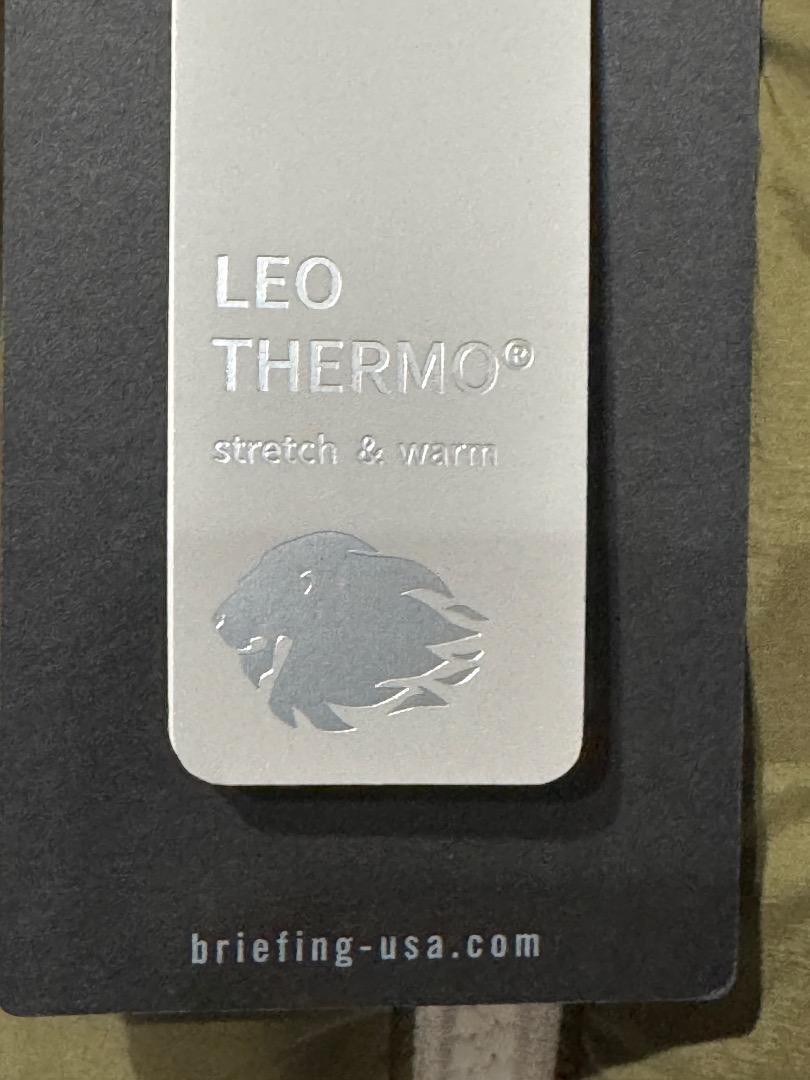 LEO
THERMO®
stretch & warm
briefing-usa.com